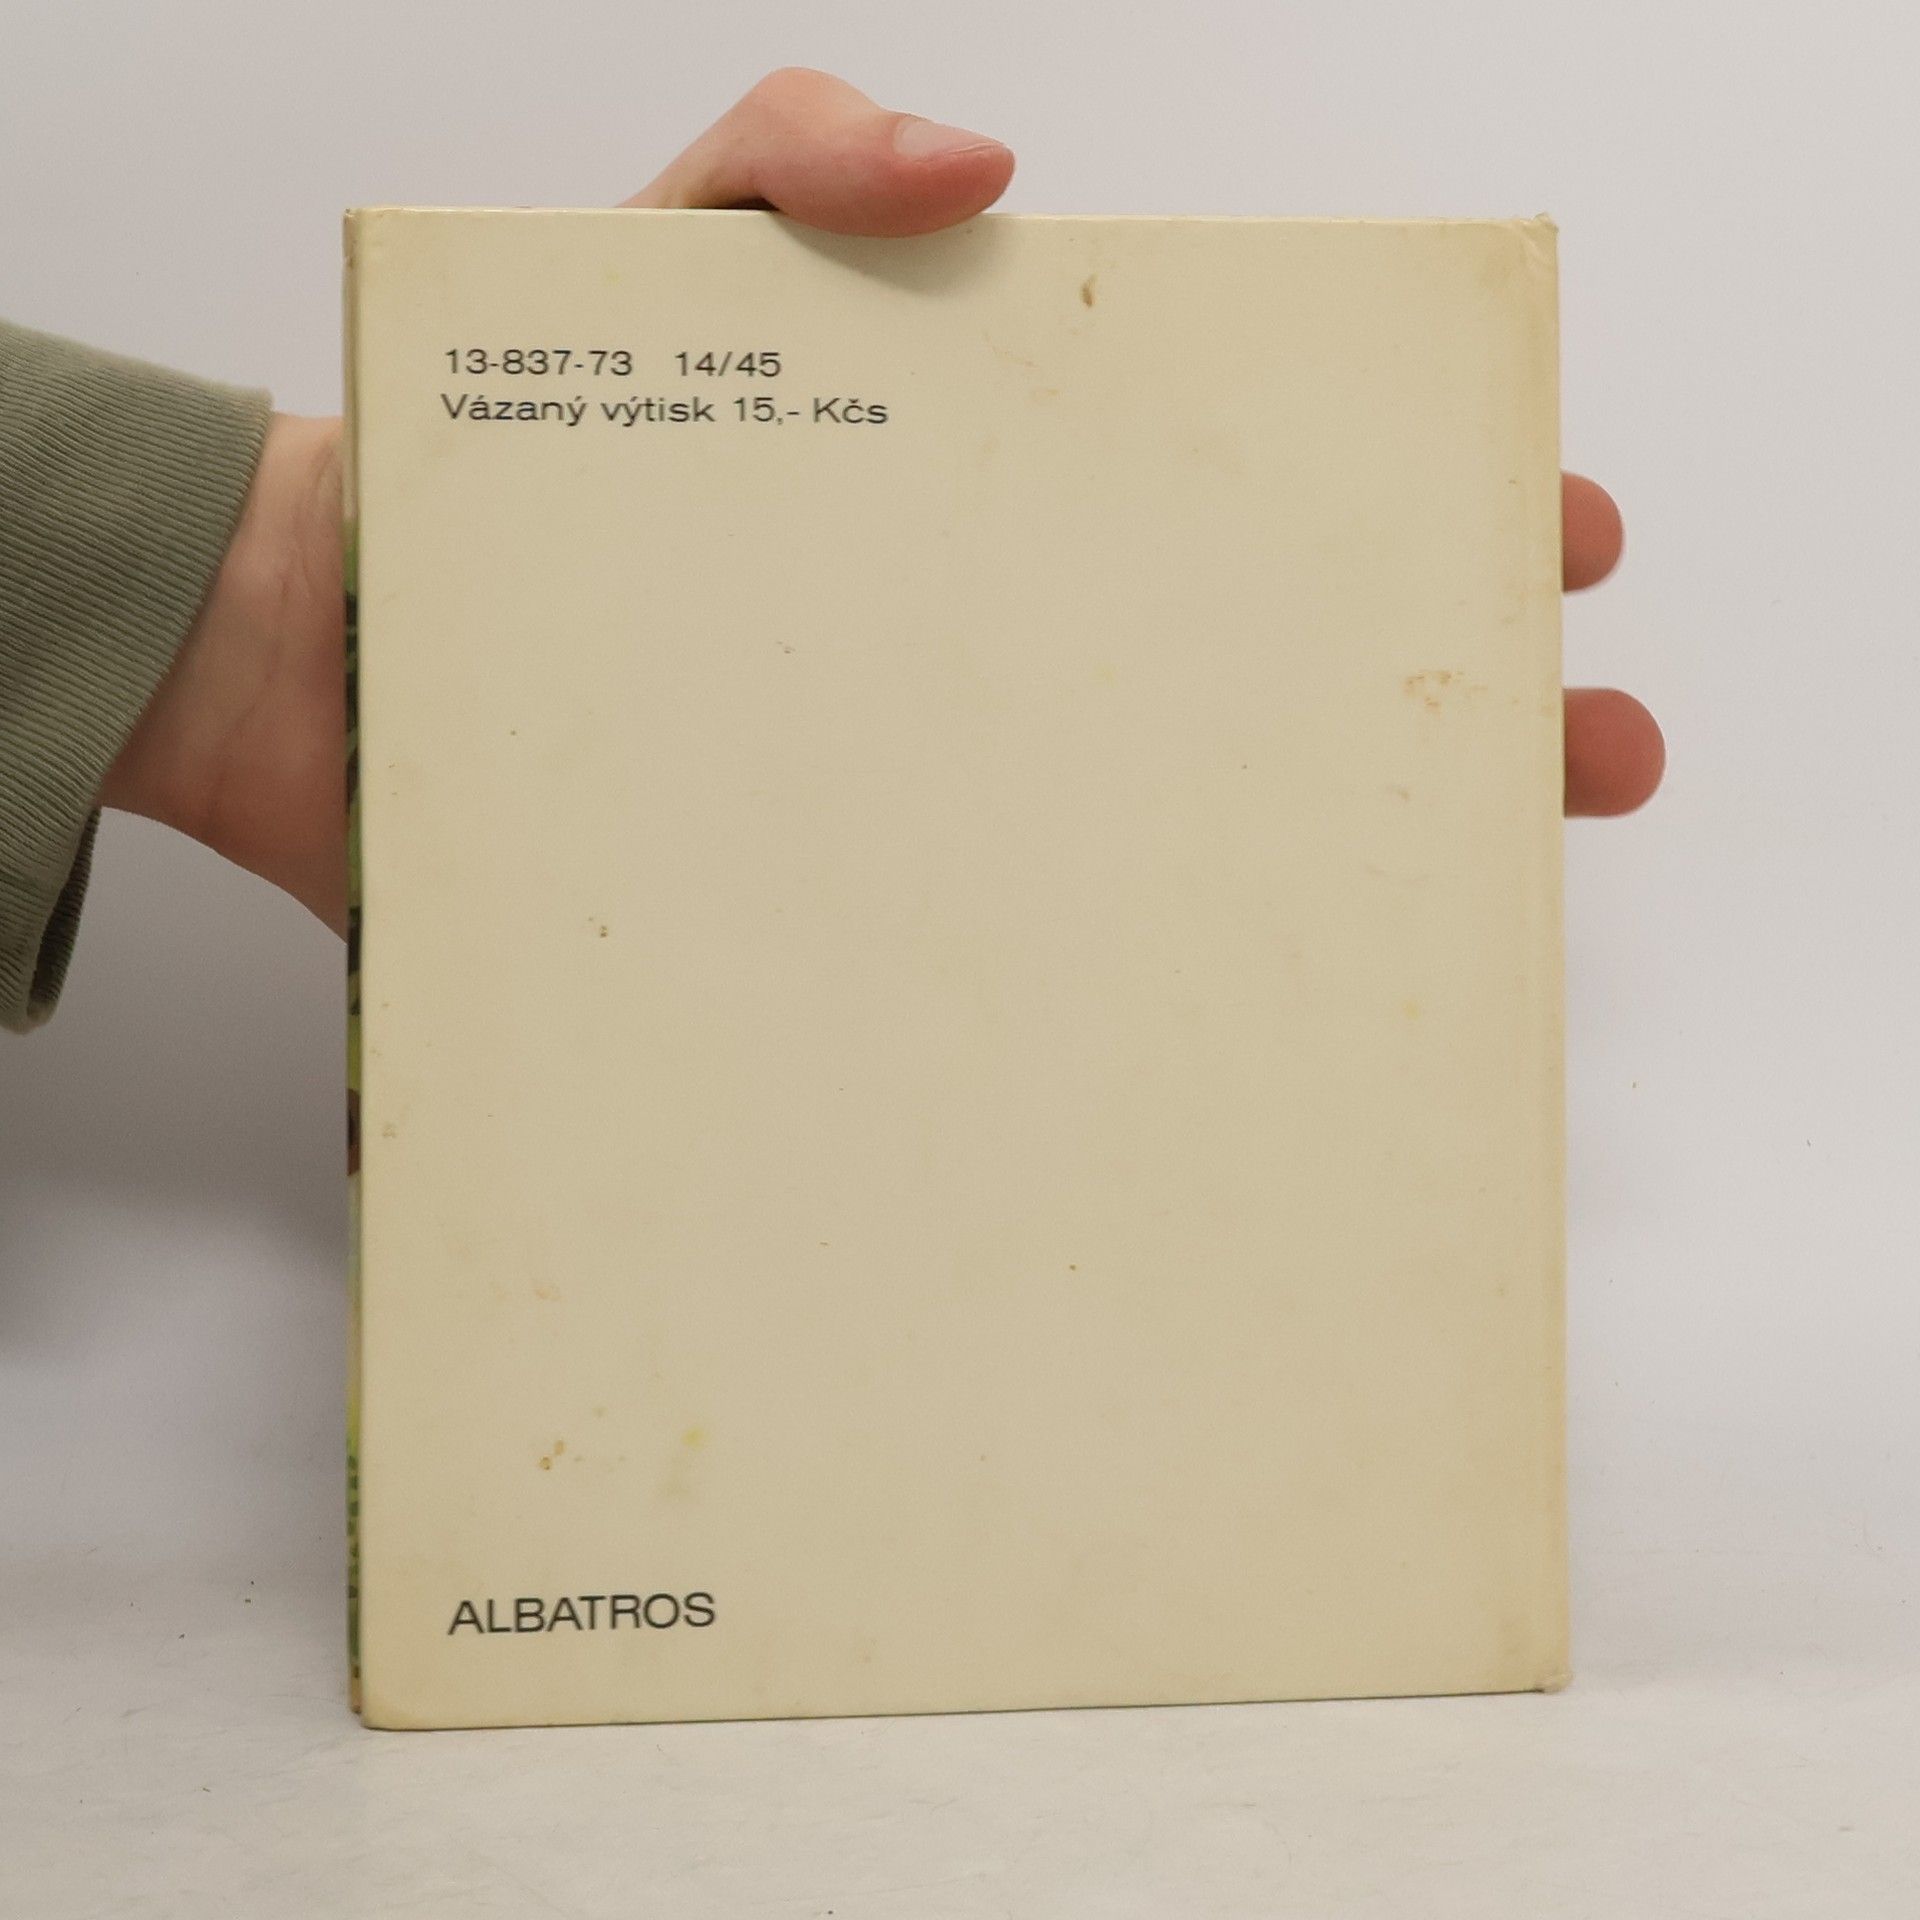 13-837-73 14/45
Vázaný výtisk 15,- Kčs
ALBATROS